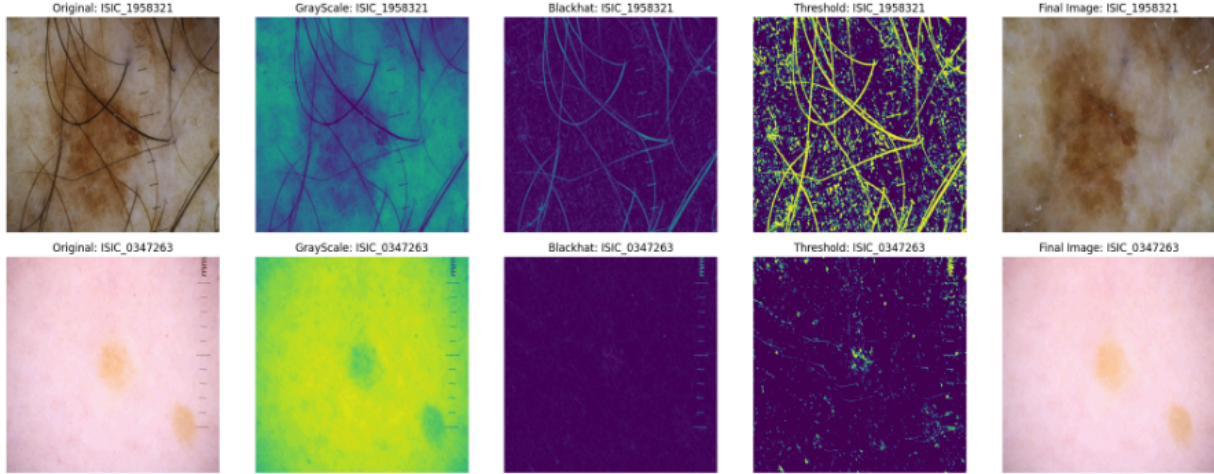 Original: ISIC_1958321
GrayScale: ISIC_1958321
Blackhat: ISIC_1958321
Threshold: ISIC_1958321
Final Image: ISIC_1958321
Original: ISIC_0347263
GrayScale: ISIC_0347263
Blackhat: ISIC_0347263
Threshold: ISIC_0347263
Final Image: ISIC_0347263